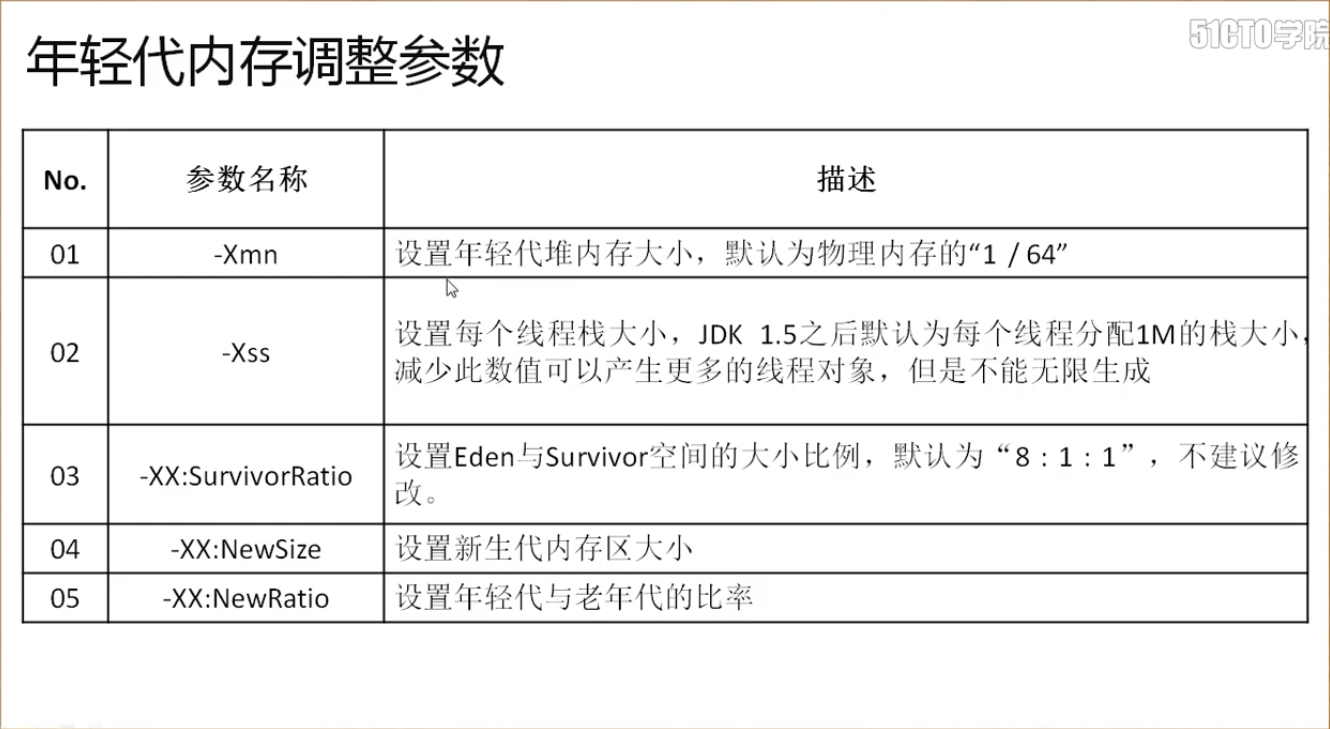 51CTO学院
年轻代内存调整参数
No. 参数名称 描述
01 -Xmn 设置年轻代堆内存大小，默认为物理内存的“1 / 64”
02 -Xss 设置每个线程栈大小，JDK 1.5之后默认为每个线程分配1M的栈大小，
减少此数值可以产生更多的线程对象，但是不能无限生成
03 -XX:SurvivorRatio 设置Eden与Survivor空间的大小比例，默认为“8 : 1 : 1”，不建议修
改。
04 -XX:NewSize 设置新生代内存区大小
05 -XX:NewRatio 设置年轻代与老年代的比率